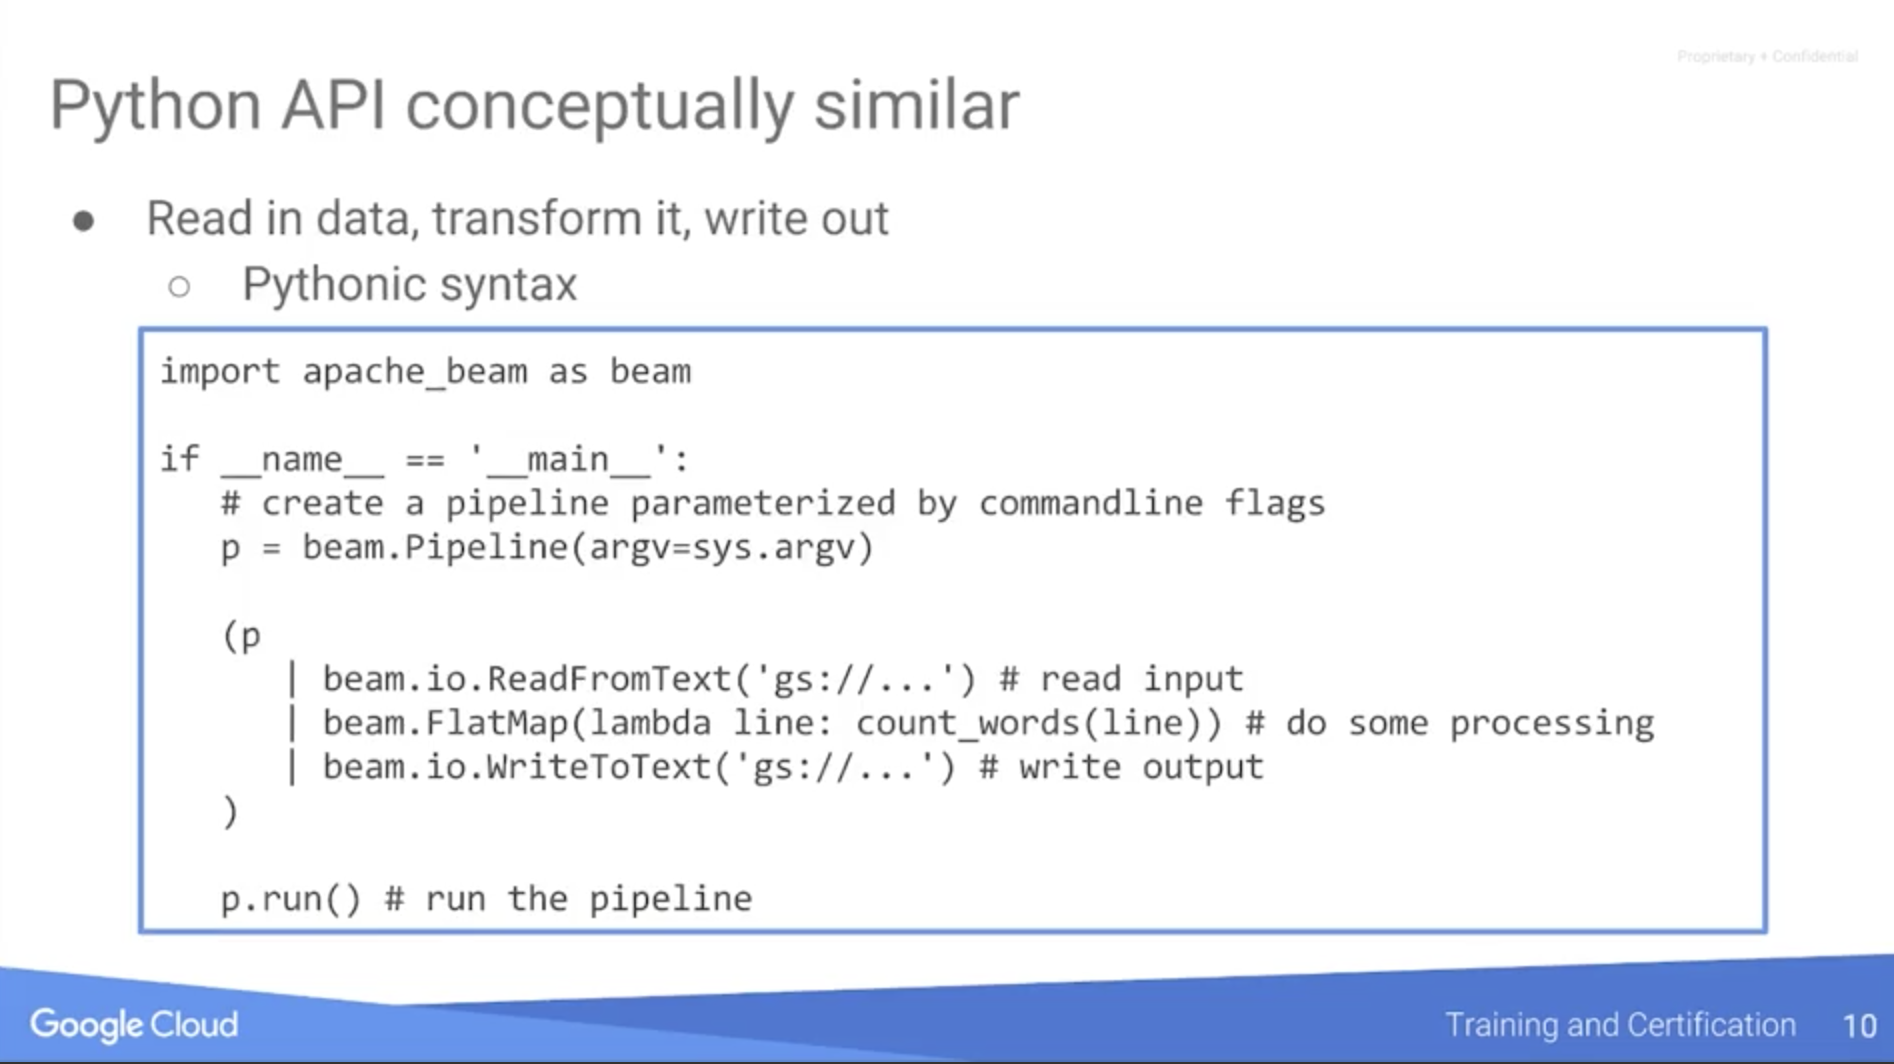 Proprietary + Confidential
Python API conceptually similar
● Read in data, transform it, write out
○ Pythonic syntax
import apache_beam as beam
if __name__ == '__main__':
# create a pipeline parameterized by commandline flags
p = beam.Pipeline(argv=sys.argv)
(p
| beam.io.ReadFromText('gs://...') # read input
| beam.FlatMap(lambda line: count_words(line)) # do some processing
| beam.io.WriteToText('gs://...') # write output
)
p.run() # run the pipeline
Google Cloud
Training and Certification 10